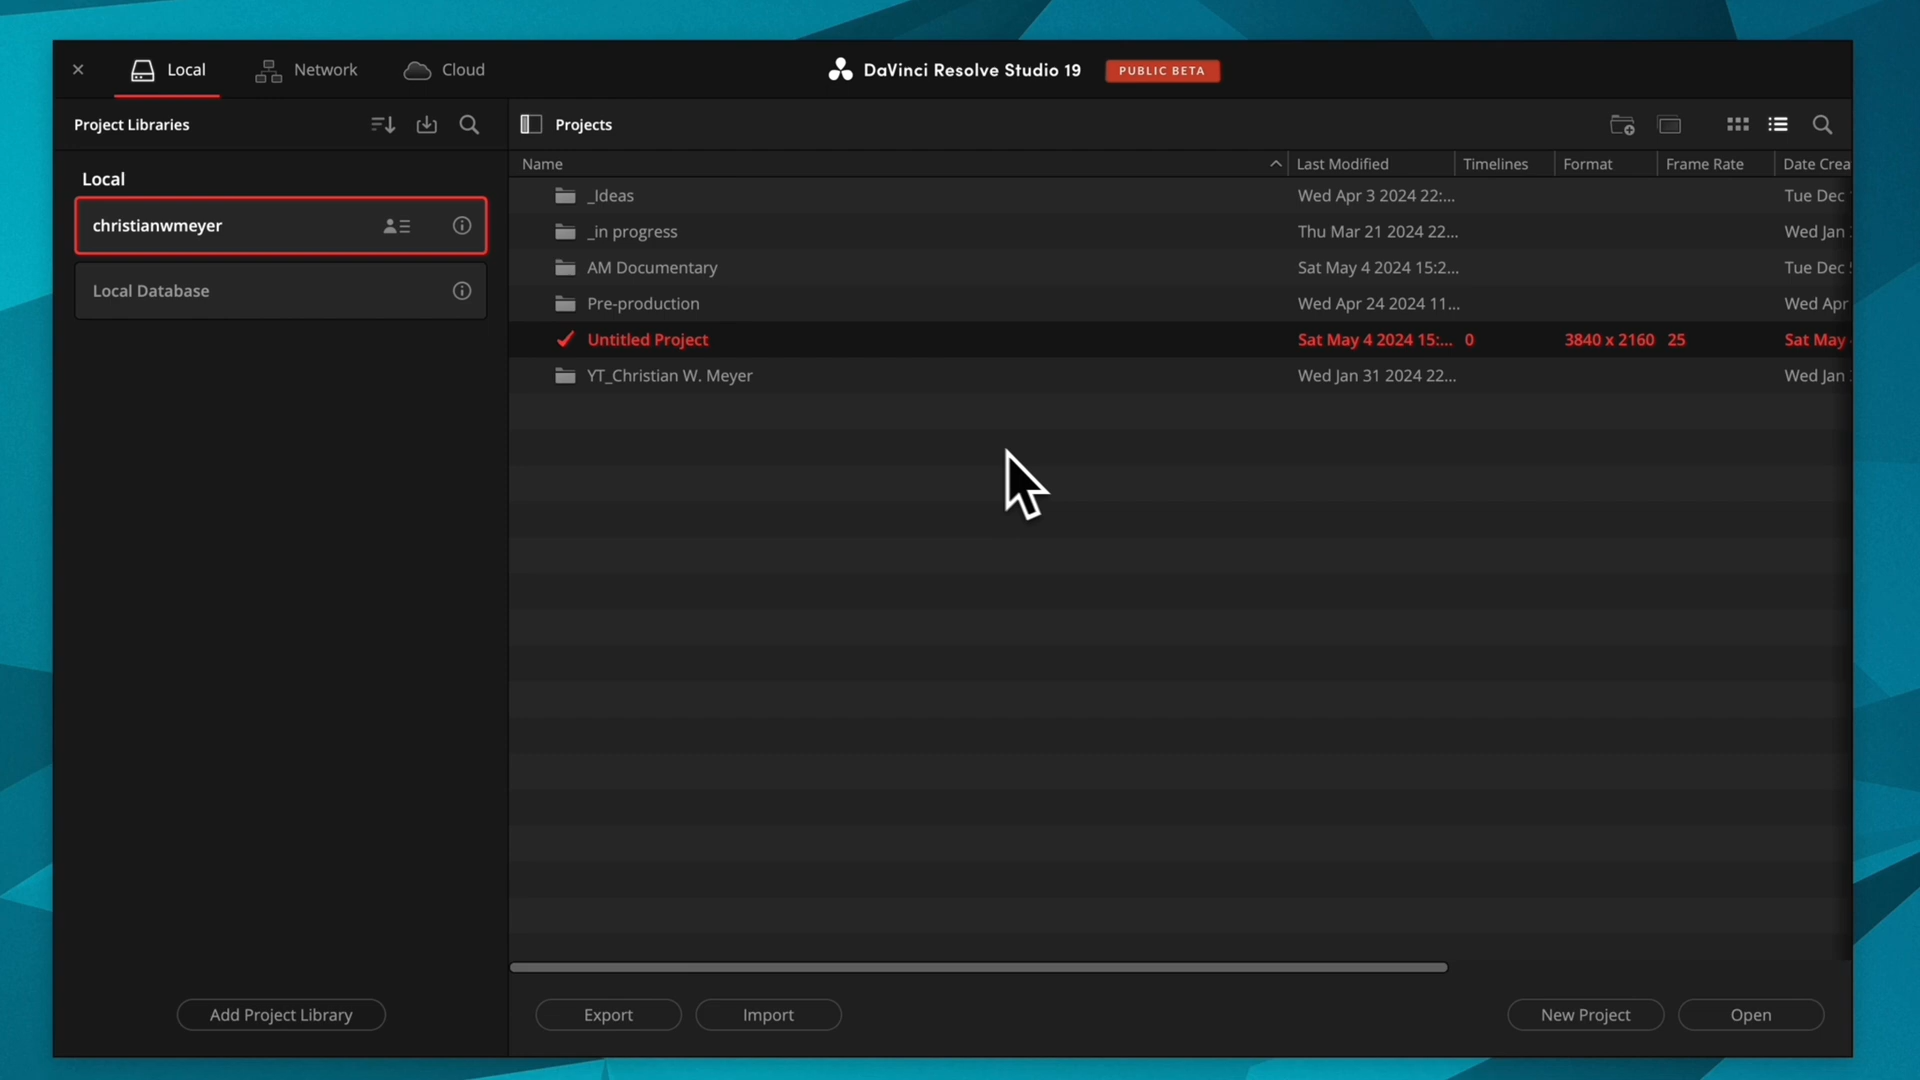 Local Network Cloud DaVinci Resolve Studio 19 PUBLIC BETA
Project Libraries
Projects
Name Last Modified Timelines Format Frame Rate Date Crea
Local
christianwmeyer
Local Database
_Ideas Wed Apr 3 2024 22:... Tue Dec
_in progress Thu Mar 21 2024 22... Wed Jan
AM Documentary Sat May 4 2024 15:2... Tue Dec
Pre-production Wed Apr 24 2024 11... Wed Apr
Untitled Project Sat May 4 2024 15:... 0 3840 x 2160 25 Sat May
YT_Christian W. Meyer Wed Jan 31 2024 22... Wed Jan
Add Project Library Export Import New Project Open